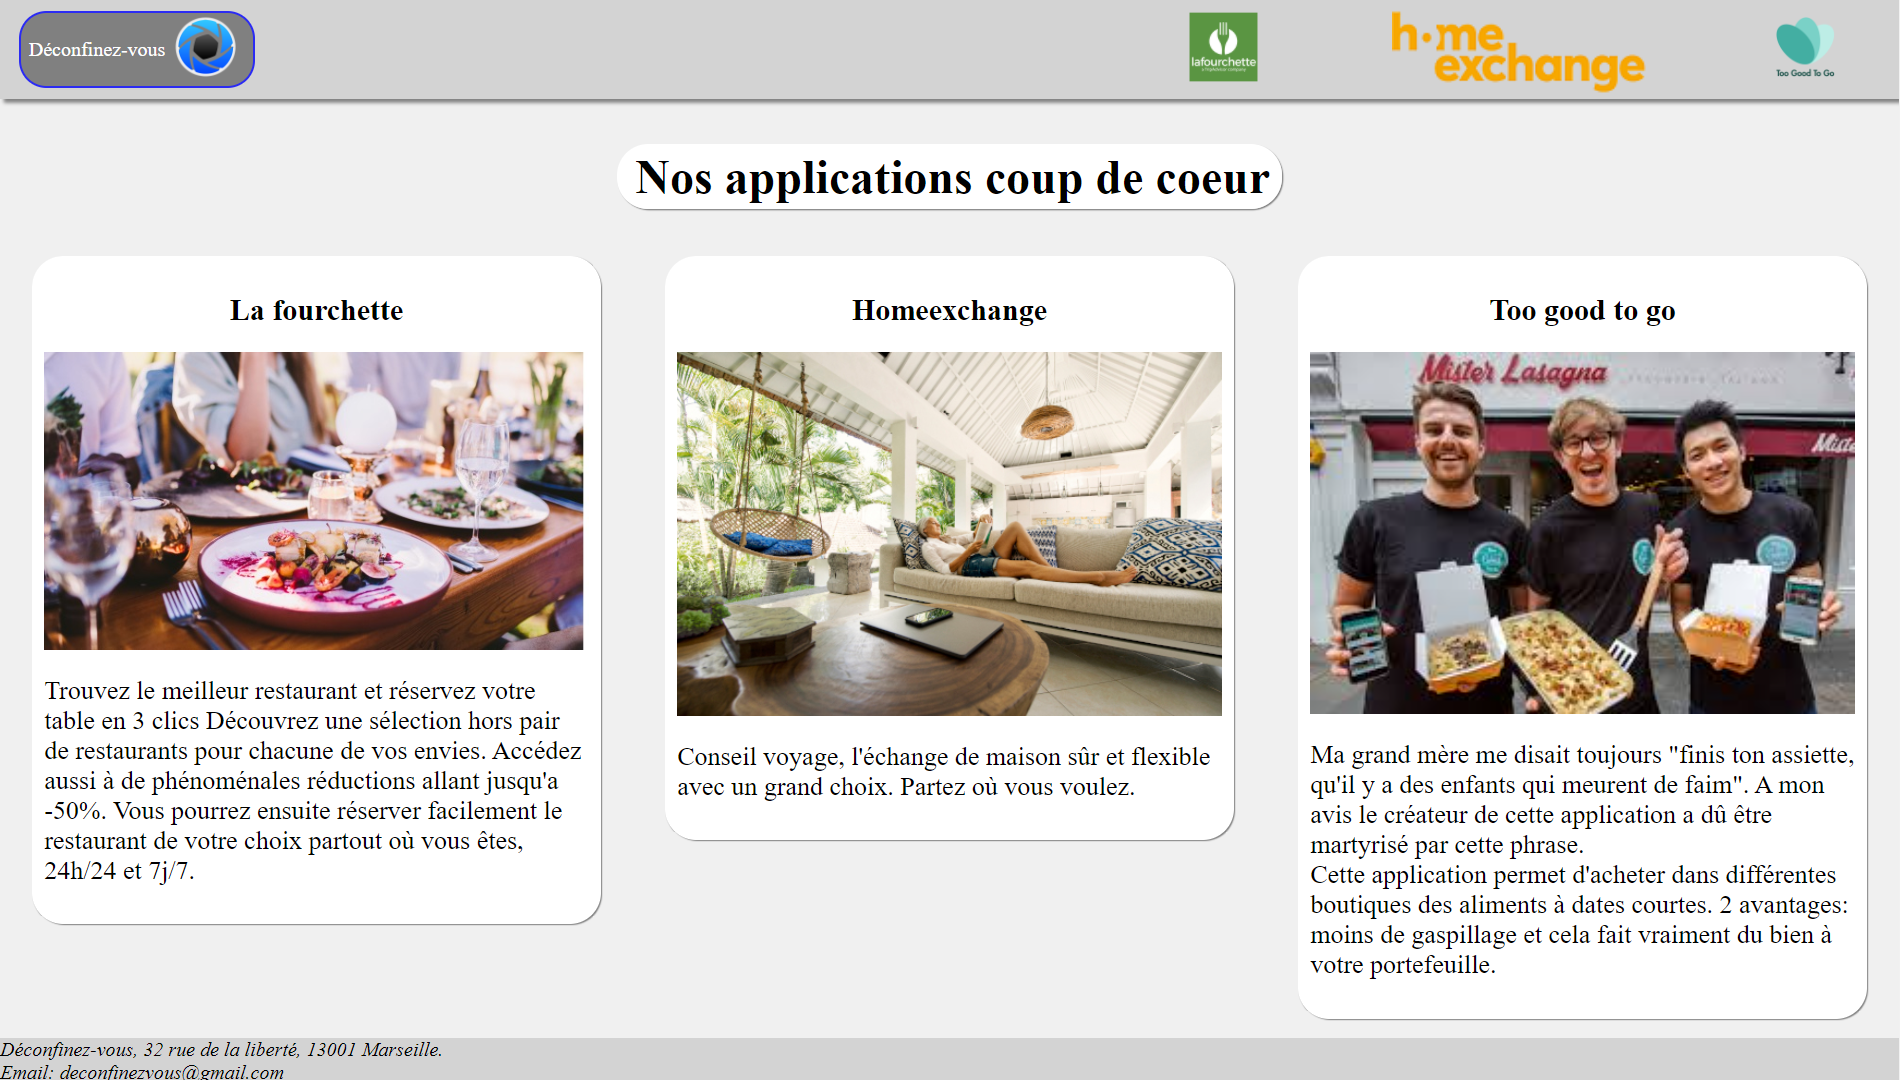 Déconfinez-vous
lafourchette
h·me
exchange
Too Good To Go
Nos applications coup de coeur
La fourchette
Trouvez le meilleur restaurant et réservez votre
table en 3 clics Découvrez une sélection hors pair
de restaurants pour chacune de vos envies. Accédez
aussi à de phénoménales réductions allant jusqu'a
-50%. Vous pourrez ensuite réserver facilement le
restaurant de votre choix partout où vous êtes,
24h/24 et 7j/7.
Homeexchange
Conseil voyage, l'échange de maison sûr et flexible
avec un grand choix. Partez où vous voulez.
Too good to go
Mister Lasagna
Ma grand mère me disait toujours "finis ton assiette,
qu'il y a des enfants qui meurent de faim". A mon
avis le créateur de cette application a dû être
martyrisé par cette phrase.
Cette application permet d'acheter dans différentes
boutiques des aliments à dates courtes. 2 avantages:
moins de gaspillage et cela fait vraiment du bien à
votre portefeuille.
Déconfinez-vous, 32 rue de la liberté, 13001 Marseille.
Email: deconfinezvous@gmail.com